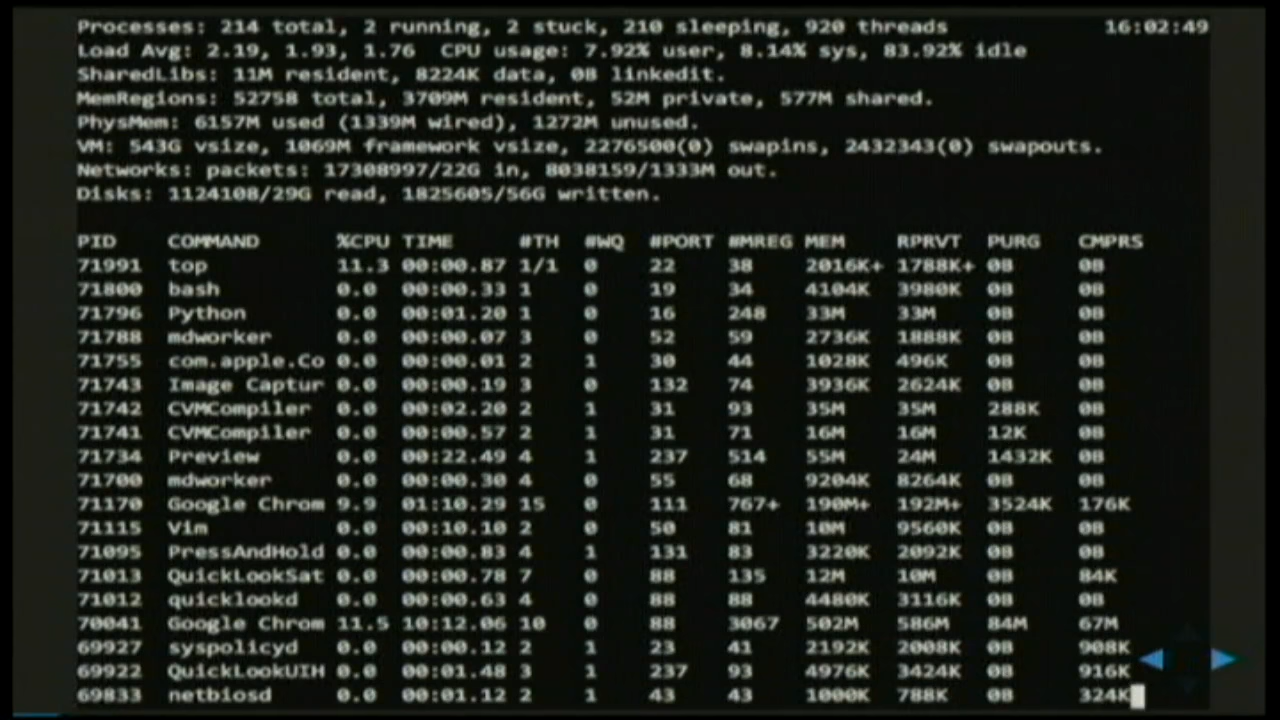 Processes: 214 total, 2 running, 2 stuck, 210 sleeping, 920 threads 16:02:49
Load Avg: 2.19, 1.93, 1.76 CPU usage: 7.92% user, 8.14% sys, 83.92% idle
SharedLibs: 11M resident, 8224K data, 0B linkedit.
MemRegions: 52758 total, 3709M resident, 52M private, 577M shared.
PhysMem: 6157M used (1339M wired), 1272M unused.
VM: 543G vsize, 1069M framework vsize, 2276500(0) swapins, 2432343(0) swapouts.
Networks: packets: 17308997/22G in, 8038159/1333M out.
Disks: 1124108/29G read, 1825605/56G written.
PID COMMAND %CPU TIME #TH #WQ #PORT #MREG MEM RPRVT PURG CMPRS
71991 top 11.3 00:00.87 1/1 0 22 38 2016K+ 1788K+ 0B 0B
71800 bash 0.0 00:00.33 1 0 19 34 4104K 3980K 0B 0B
71796 Python 0.0 00:01.20 1 0 16 248 33M 33M 0B 0B
71788 mdworker 0.0 00:00.07 3 0 52 59 2736K 1888K 0B 0B
71755 com.apple.Co 0.0 00:00.01 2 1 30 44 1028K 496K 0B 0B
71743 Image Captur 0.0 00:00.19 3 0 132 74 3936K 2624K 0B 0B
71742 CVMCompiler 0.0 00:02.20 2 1 31 93 35M 35M 288K 0B
71741 CVMCompiler 0.0 00:00.57 2 1 31 71 16M 16M 12K 0B
71734 Preview 0.0 00:22.49 4 1 237 514 55M 24M 1432K 0B
71700 mdworker 0.0 00:00.30 4 0 55 68 9204K 8264K 0B 0B
71170 Google Chrom 9.9 01:10.29 15 0 111 767+ 190M+ 192M+ 3524K 176K
71115 Vim 0.0 00:10.10 2 0 50 81 10M 9560K 0B 0B
71095 PressAndHold 0.0 00:00.83 4 1 131 83 3220K 2092K 0B 0B
71013 QuickLookSat 0.0 00:00.78 7 0 88 135 12M 10M 0B 84K
71012 quicklookd 0.0 00:00.63 4 0 88 88 4480K 3116K 0B 0B
70041 Google Chrom 11.5 10:12.06 10 0 88 3067 502M 586M 84M 67M
69927 syspolicyd 0.0 00:00.12 2 1 23 41 2192K 2008K 0B 908K
69922 QuickLookUIH 0.0 00:01.48 3 1 237 93 4976K 3424K 0B 916K
69833 netbiosd 0.0 00:01.12 2 1 43 43 1000K 788K 0B 324K